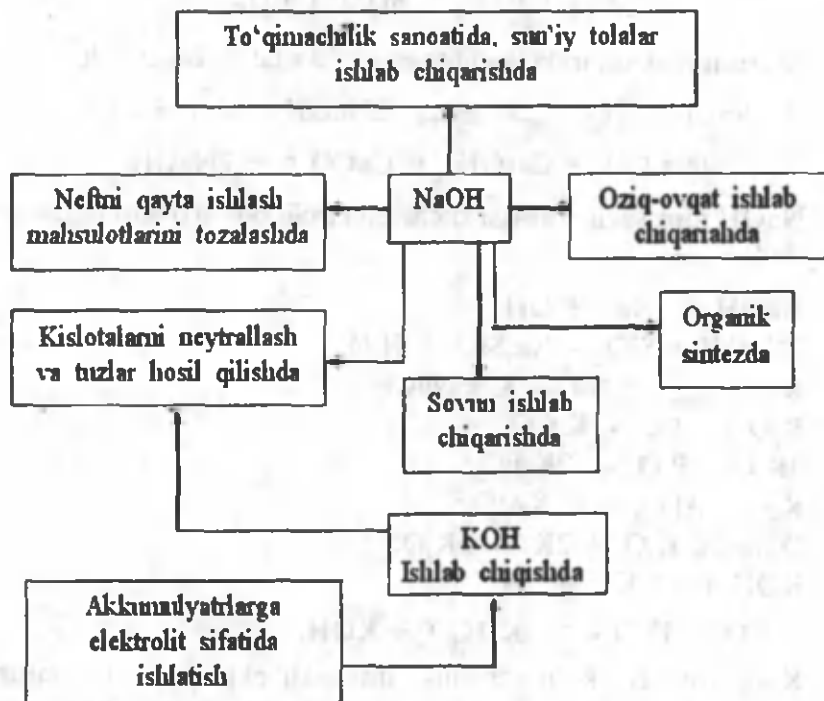 To‘qimachilik sanoatida, sun’iy tolalar
ishlab chiqarishda
Neftni qayta ishlash
mahsulotlarini tozalashda
NaOH
Oziq-ovqat ishlab
chiqariahda
Kislotalarni neytrallash
va tuzlar hosil qilishda
Organik
sintezda
Sovun ishlab
chiqarishda
KOH
Ishlab chiqishda
Akkumulyatrlarga
elektrolit sifatida
ishlatish